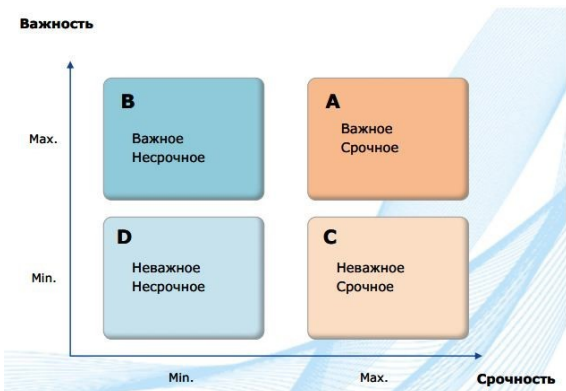 Важность
Max.
B
Важное
Несрочное
A
Важное
Срочное
Min.
D
Неважное
Несрочное
C
Неважное
Срочное
Min.
Max.
Срочность